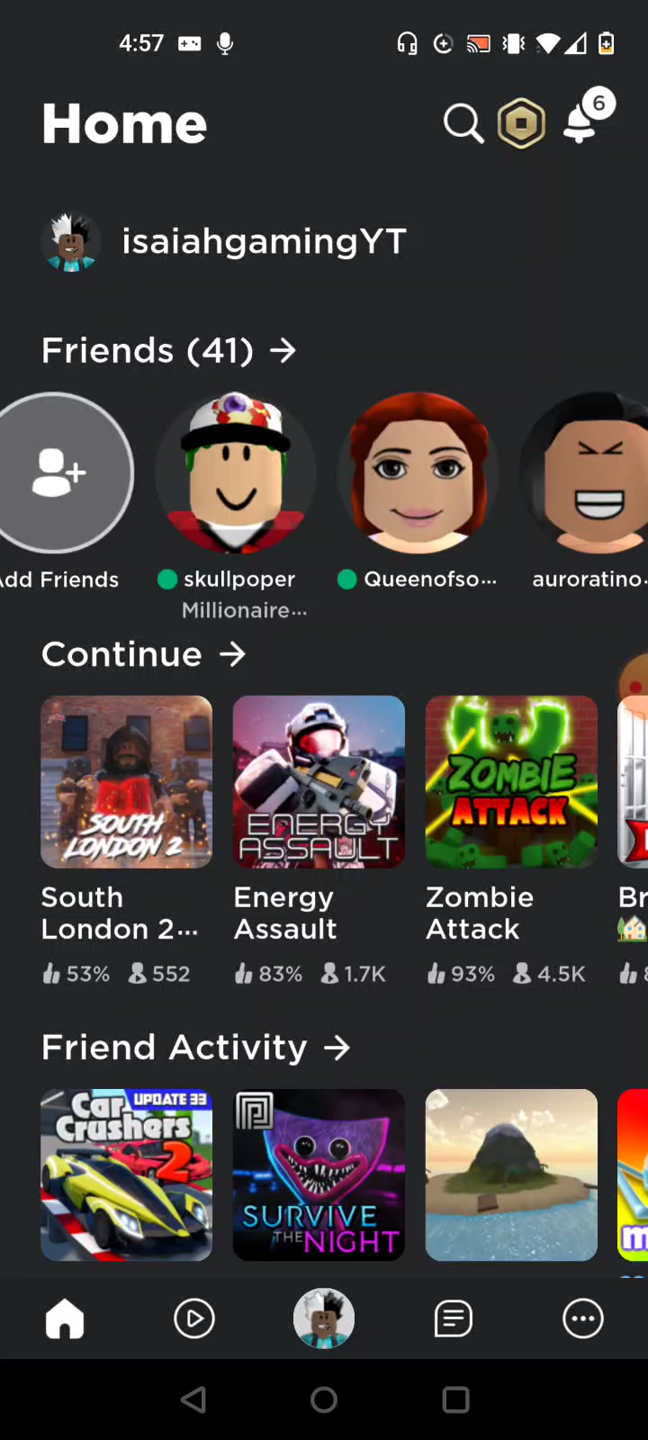 4:57
Home
6
isaiahgamingYT
Friends (41) →
Add Friends
skullpoper
Queenofso...
auroratino.
Millionaire...
Continue →
SOUTH
LONDON 2
ENERGY
ASSAULT
ZOMBIE
ATTACK
South
London 2...
Energy
Assault
Zombie
Attack
Br
53%
552
83%
1.7K
93%
4.5K
Friend Activity →
Car
Crushers
2
UPDATE 33
SURVIVE
THE NIGHT